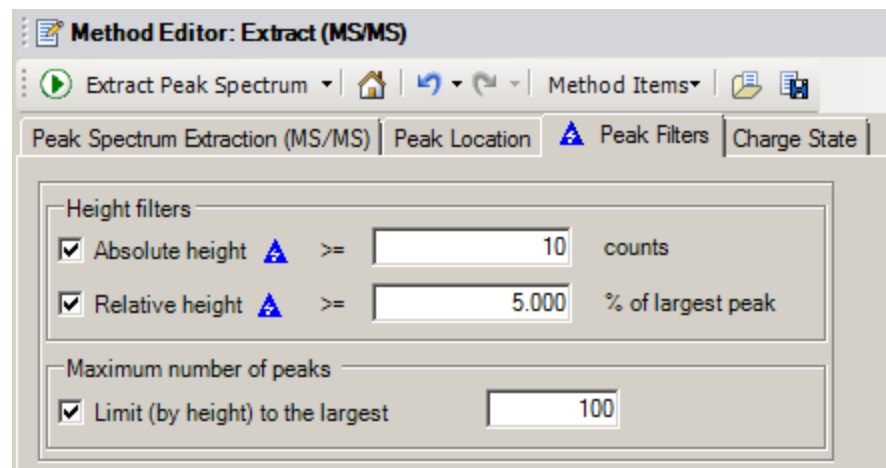 Method Editor: Extract (MS/MS)
Extract Peak Spectrum Method Items
Peak Spectrum Extraction (MS/MS) Peak Location Peak Filters Charge State
Height filters
Absolute height >= 10 counts
Relative height >= 5.000 % of largest peak
Maximum number of peaks
Limit (by height) to the largest 100